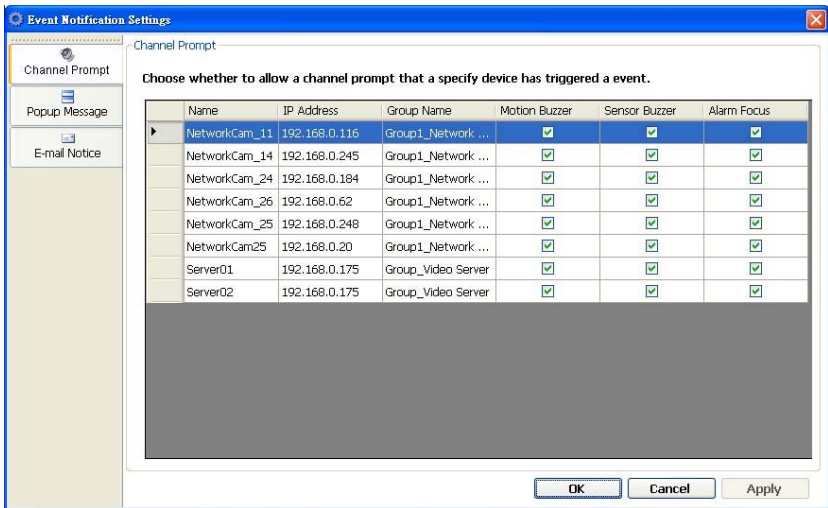 Event Notification Settings
Channel Prompt
Popup Message
E-mail Notice
Channel Prompt
Choose whether to allow a channel prompt that a specify device has triggered a event.
Name IP Address Group Name Motion Buzzer Sensor Buzzer Alarm Focus
NetworkCam_11 192.168.0.116 Group1_Network ...
NetworkCam_14 192.168.0.245 Group1_Network ...
NetworkCam_24 192.168.0.184 Group1_Network ...
NetworkCam_26 192.168.0.62 Group1_Network ...
NetworkCam_25 192.168.0.248 Group1_Network ...
NetworkCam25 192.168.0.20 Group1_Network ...
Server01 192.168.0.175 Group_Video Server
Server02 192.168.0.175 Group_Video Server
OK Cancel Apply